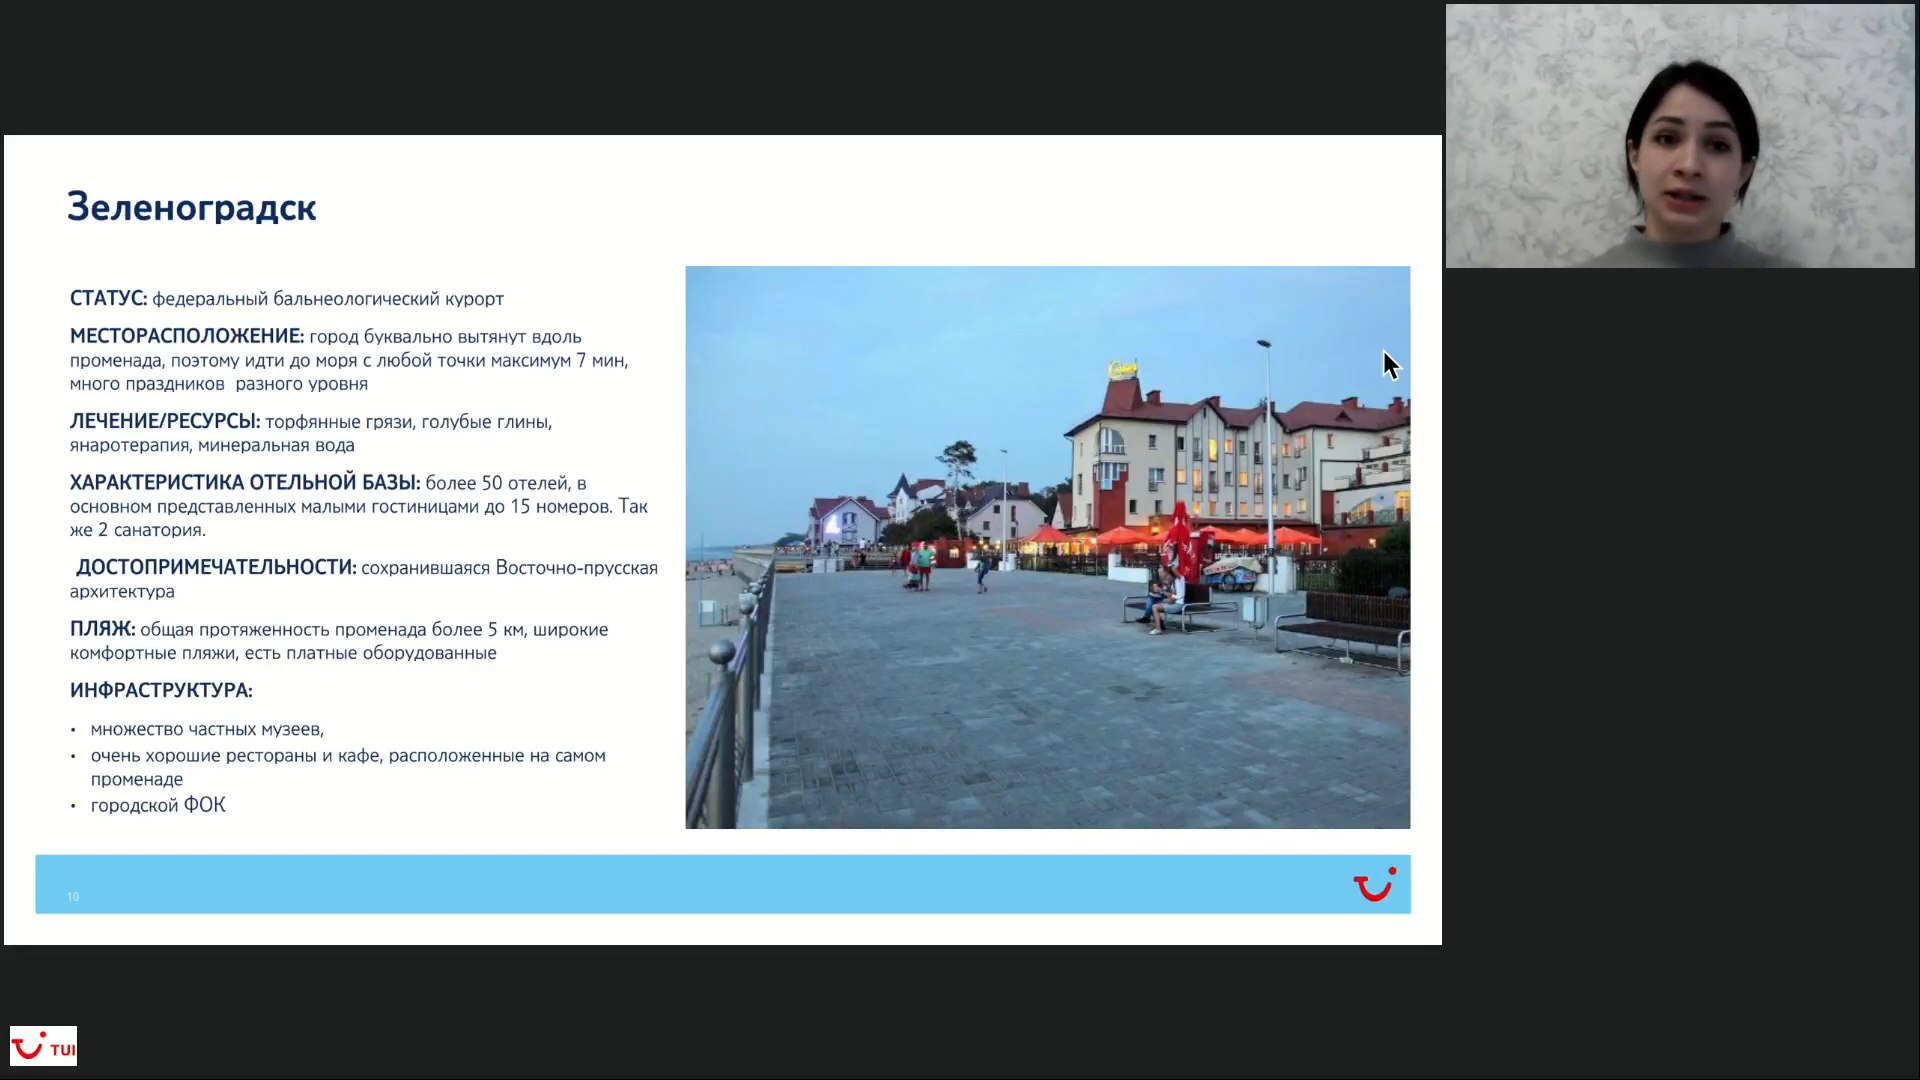 Зеленоградск
СТАТУС: федеральный бальнеологический курорт
МЕСТОРАСПОЛОЖЕНИЕ: город буквально вытянут вдоль
променада, поэтому идти до моря с любой точки максимум 7 мин,
много праздников  разного уровня
ЛЕЧЕНИЕ/РЕСУРСЫ: торфянные грязи, голубые глины,
янаротерапия, минеральная вода
ХАРАКТЕРИСТИКА ОТЕЛЬНОЙ БАЗЫ: более 50 отелей, в
основном представленных малыми гостиницами до 15 номеров. Так
же 2 санатория.
ДОСТОПРИМЕЧАТЕЛЬНОСТИ: сохранившаяся Восточно-прусская
архитектура
ПЛЯЖ: общая протяженность променада более 5 км, широкие
комфортные пляжи, есть платные оборудованные
ИНФРАСТРУКТУРА:
• множество частных музеев,
• очень хорошие рестораны и кафе, расположенные на самом
променаде
• городской ФОК
10
TUI